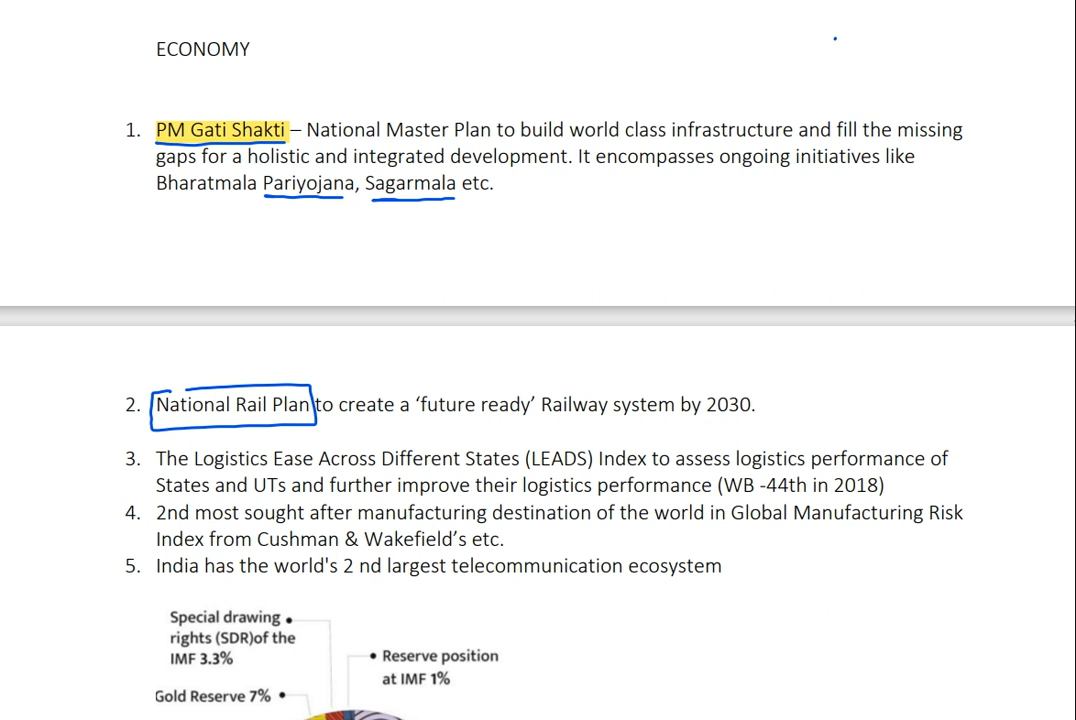 ECONOMY
1. PM Gati Shakti – National Master Plan to build world class infrastructure and fill the missing
gaps for a holistic and integrated development. It encompasses ongoing initiatives like
Bharatmala Pariyojana, Sagarmala etc.
2. National Rail Plan to create a ‘future ready’ Railway system by 2030.
3. The Logistics Ease Across Different States (LEADS) Index to assess logistics performance of
States and UTs and further improve their logistics performance (WB -44th in 2018)
4. 2nd most sought after manufacturing destination of the world in Global Manufacturing Risk
Index from Cushman & Wakefield’s etc.
5. India has the world's 2 nd largest telecommunication ecosystem
Special drawing
rights (SDR)of the
IMF 3.3%
Reserve position
at IMF 1%
Gold Reserve 7%